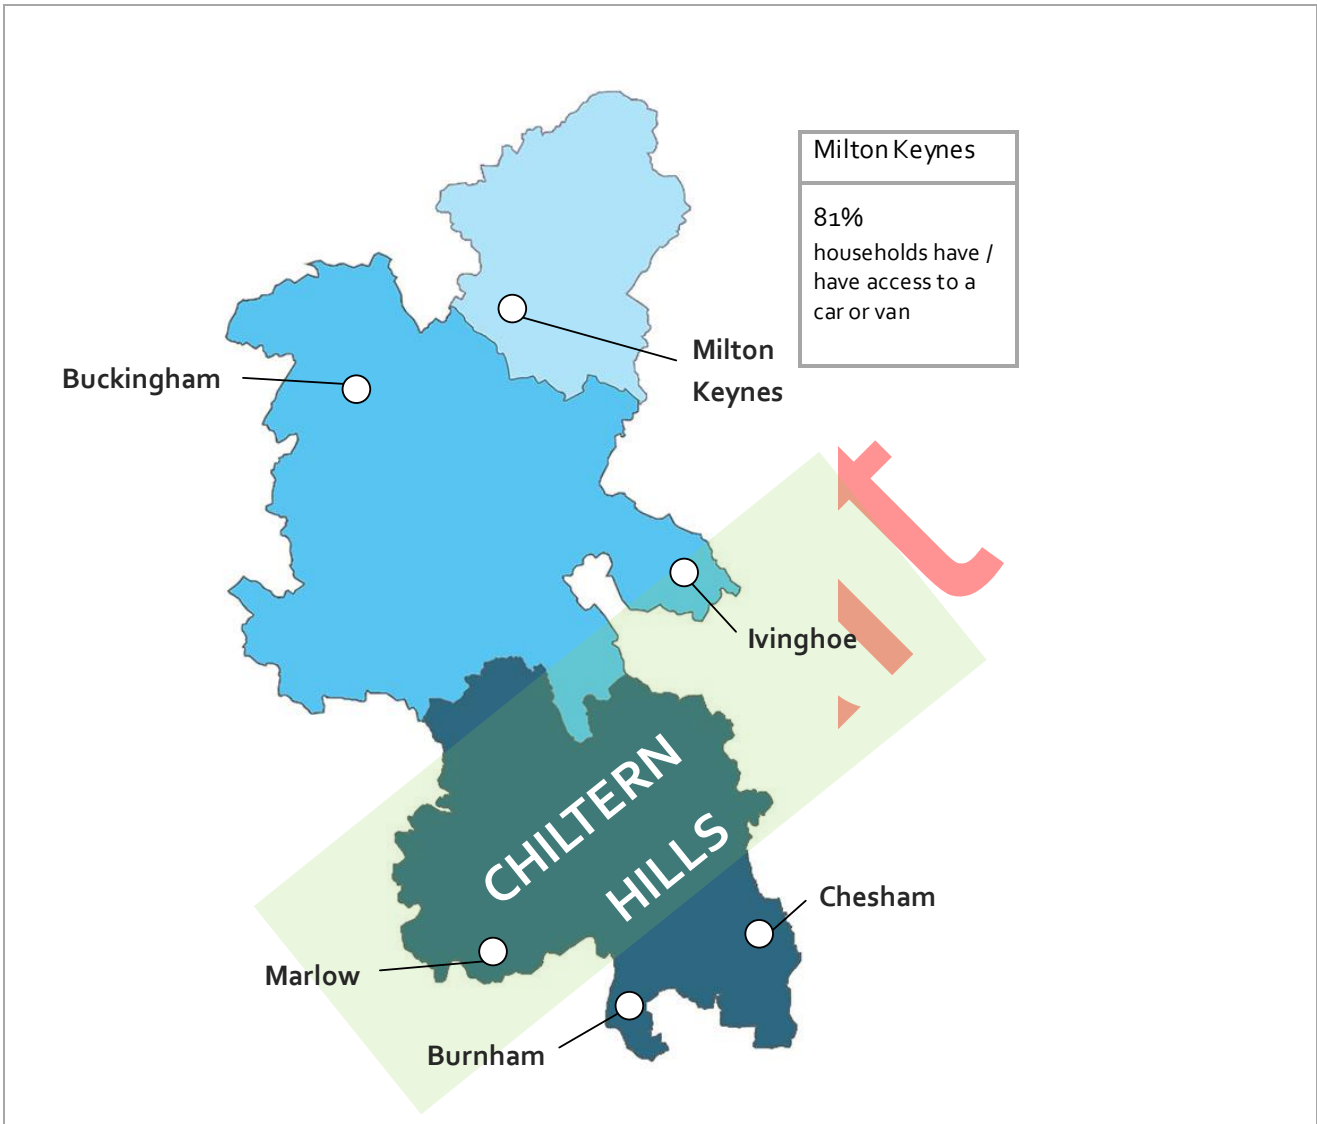 Milton Keynes
81%
households have /
have access to a
car or van
Milton
Keynes
Buckingham
Ivinghoe
CHILTERN
HILLS
Chesham
Marlow
Burnham